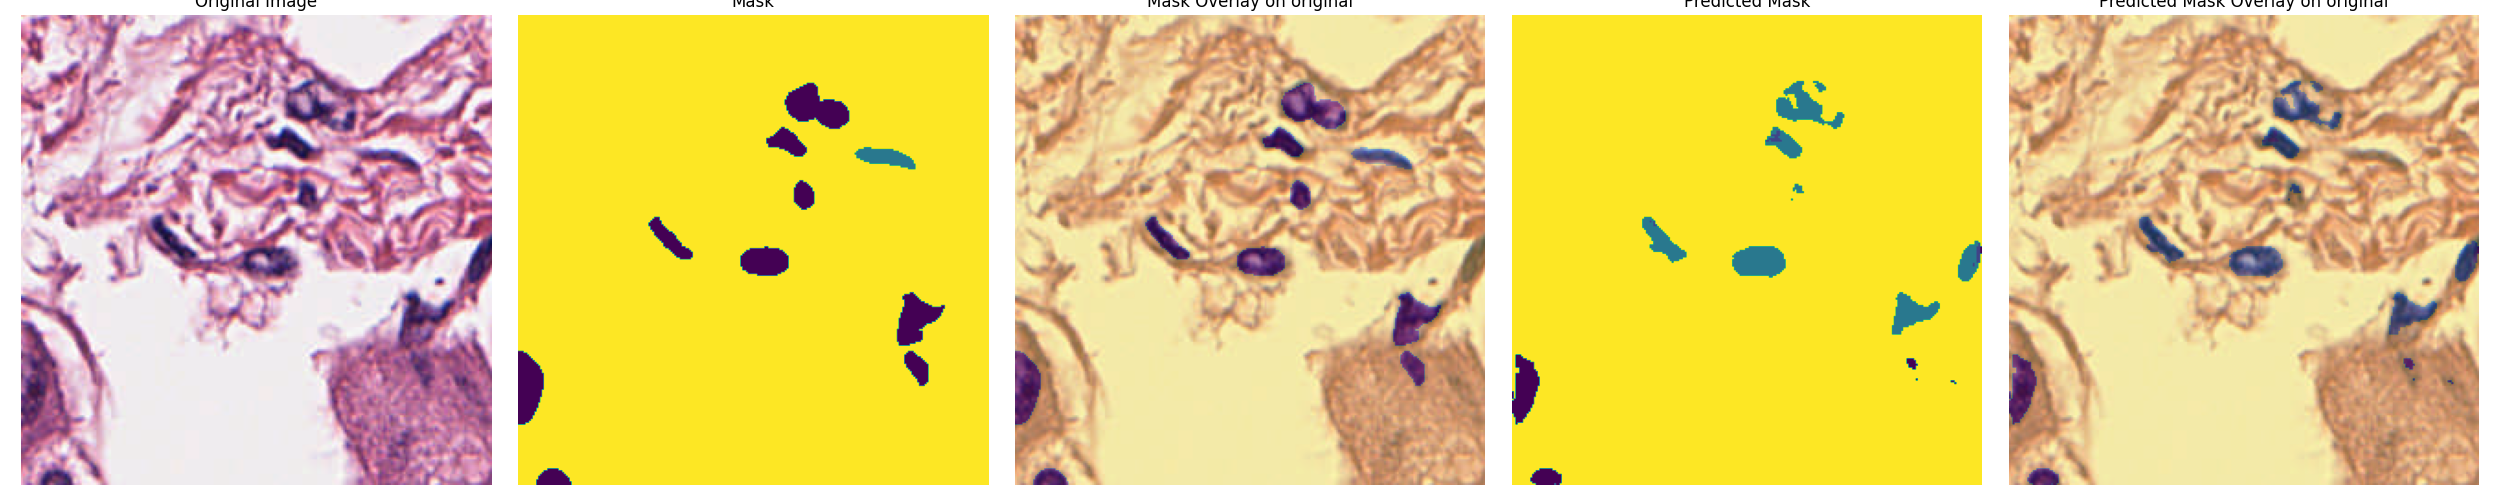 Original Image
Mask
Mask Overlay on original
Predicted Mask
Predicted Mask Overlay on original